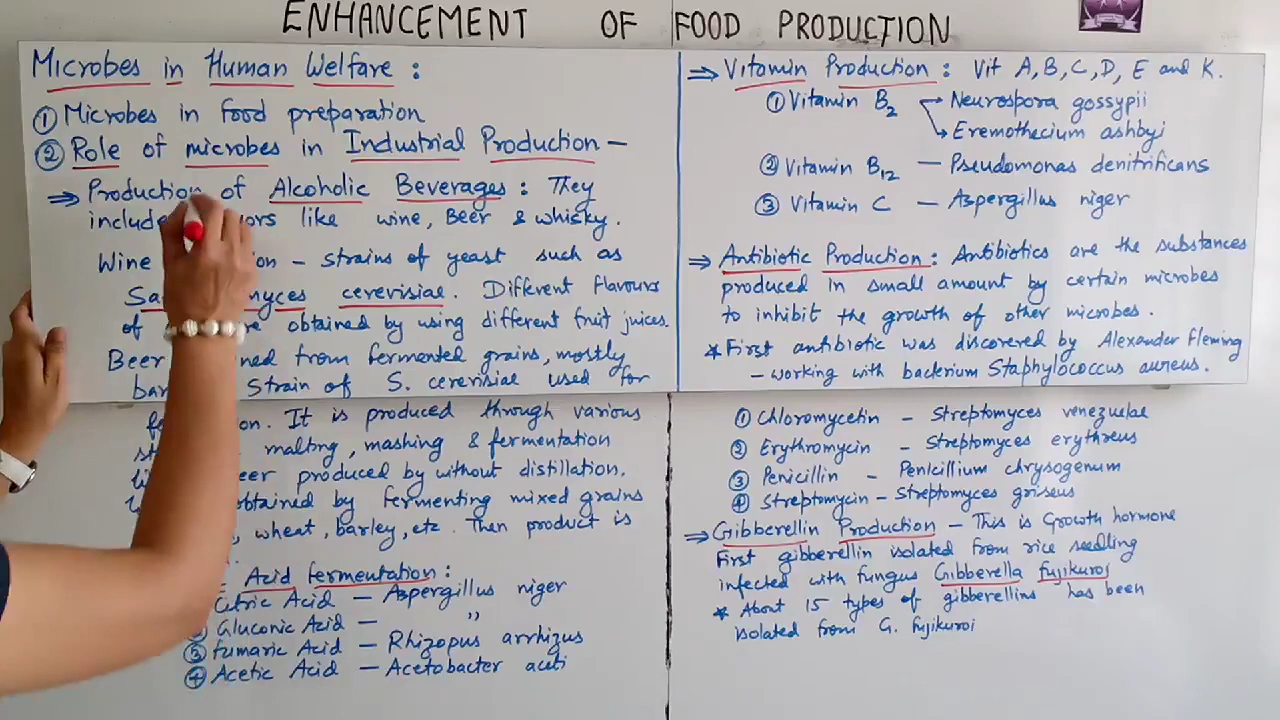 ENHANCEMENT OF FOOD PRODUCTION
Microbes in Human Welfare :
① Microbes in food preparation
② Role of microbes in Industrial Production –
⇒ Production of Alcoholic Beverages : They
like wine, Beer & whisky.
Wine – strains of yeast such as
cerevisiae. Different flavours
of obtained by using different fruit juices.
Beer from fermented grains, mostly
Strain of S. cerevisiae used for
It is produced through various
malting, mashing & fermentation
produced by without distillation.
obtained by fermenting mixed grains
, wheat, barley, etc. Then product is
Acid fermentation :
Citric Acid – Aspergillus niger
Gluconic Acid – ,,
③ fumaric Acid – Rhizopus arrhizus
④ Acetic Acid – Acetobacter aceti
⇒ Vitamin Production : Vit A, B, C, D, E and K.
① Vitamin B₂ → Neurospora gossypii
→ Eremothecium ashbyi
② Vitamin B₁₂ – Pseudomonas denitrificans
③ Vitamin C – Aspergillus niger
⇒ Antibiotic Production : Antibiotics are the substances
produced in small amount by certain microbes
to inhibit the growth of other microbes.
* First antibiotic was discovered by Alexander Fleming
– working with bacterium Staphylococcus aureus.
① Chloromycetin – Streptomyces venezuelae
② Erythromycin – Streptomyces erythreus
③ Penicillin – Penicillium chrysogenum
④ Streptomycin – Streptomyces griseus
⇒ Gibberellin Production – This is Growth hormone
First gibberellin isolated from rice seedling
infected with fungus Gibberella fujikuroi
* About 15 types of gibberellins has been
isolated from G. fujikuroi